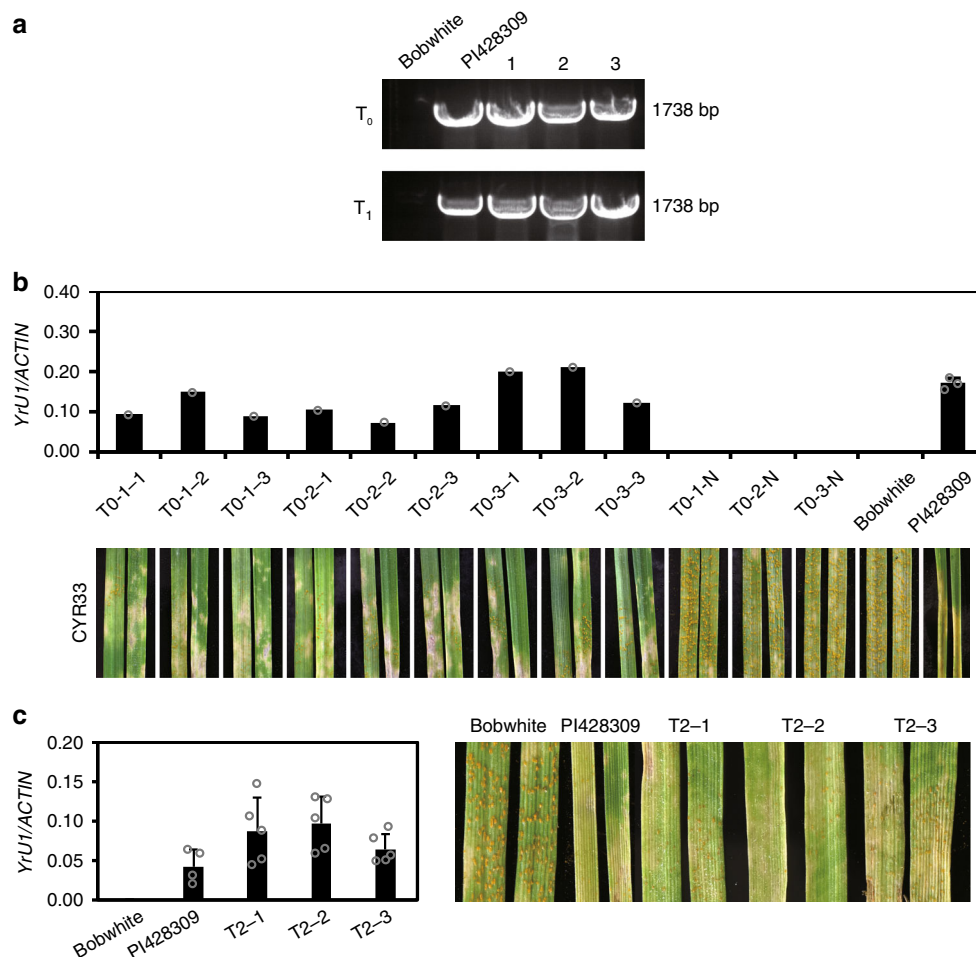 a
Bobwhite PI428309 1 2 3
T0 1738 bp
T1 1738 bp
b
YrU1/ACTIN
0.40
0.30
0.20
0.10
0.00
T0-1–1 T0-1–2 T0-1–3 T0-2–1 T0-2–2 T0-2–3 T0-3–1 T0-3–2 T0-3–3 T0-1-N T0-2-N T0-3-N Bobwhite PI428309
CYR33
c
YrU1/ACTIN
0.20
0.15
0.10
0.05
0.00
Bobwhite PI428309 T2–1 T2–2 T2–3
Bobwhite PI428309 T2–1 T2–2 T2–3